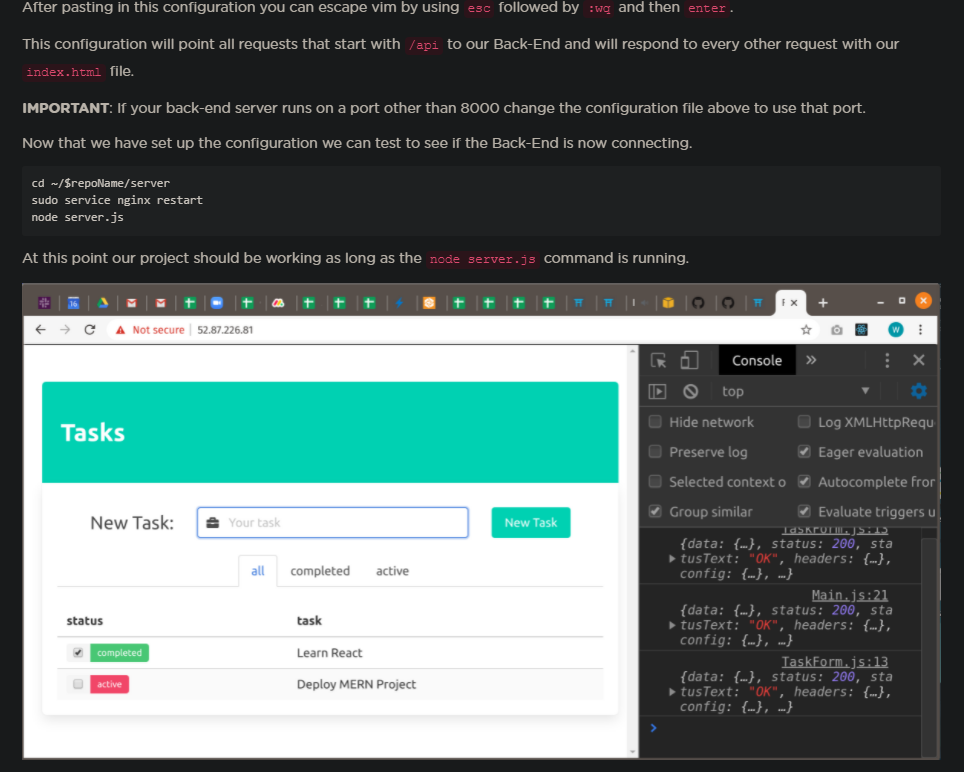 After pasting in this configuration you can escape vim by using esc followed by :wq and then enter.
This configuration will point all requests that start with /api to our Back-End and will respond to every other request with our
index.html file.
IMPORTANT: If your back-end server runs on a port other than 8000 change the configuration file above to use that port.
Now that we have set up the configuration we can test to see if the Back-End is now connecting.
cd ~/$repoName/server
sudo service nginx restart
node server.js
At this point our project should be working as long as the node server.js command is running.
Not secure | 52.87.226.81
W
Console
top
Hide network
Log XMLHttpRequ
Preserve log
Eager evaluation
Selected context o
Autocomplete fror
Group similar
Evaluate triggers u
Tasks
New Task:
Your task
New Task
all completed active
status task
completed Learn React
active Deploy MERN Project
TaskForm.js:13
{data: {…}, status: 200, sta
tusText: "OK", headers: {…},
config: {…}, …}
Main.js:21
{data: {…}, status: 200, sta
tusText: "OK", headers: {…},
config: {…}, …}
TaskForm.js:13
{data: {…}, status: 200, sta
tusText: "OK", headers: {…},
config: {…}, …}